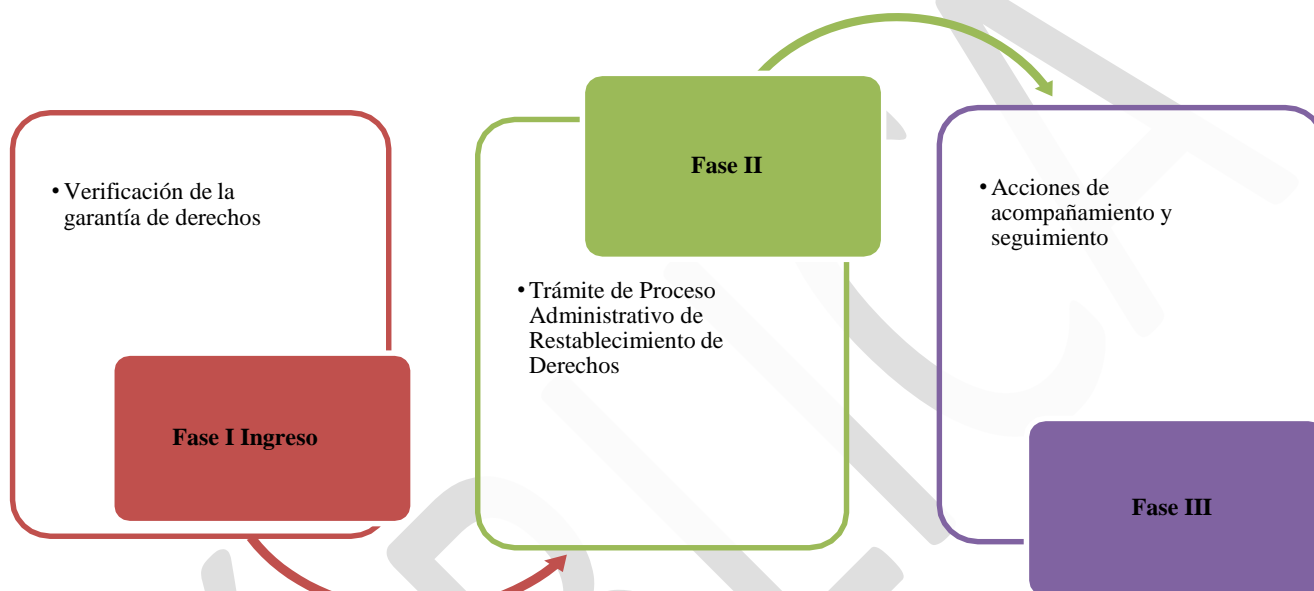 • Verificación de la
garantía de derechos
Fase I Ingreso
Fase II
• Trámite de Proceso
Administrativo de
Restablecimiento de
Derechos
• Acciones de
acompañamiento y
seguimiento
Fase III